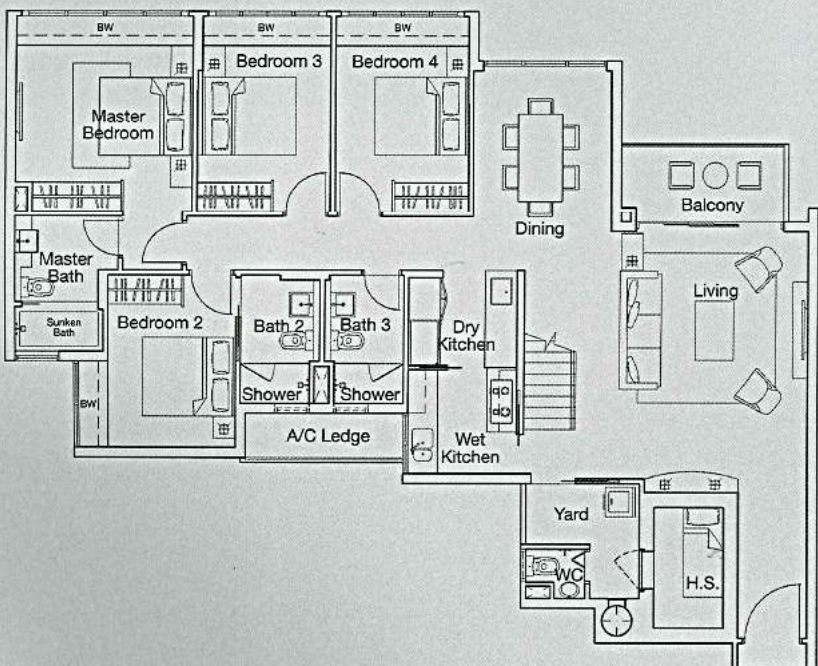 BW
BW
BW
Bedroom 3
Bedroom 4
Master
Bedroom
Dining
Balcony
Master
Bath
Sunken
Bath
Bedroom 2
Bath 2
Bath 3
Dry
Kitchen
Living
BW
Shower
Shower
A/C Ledge
Wet
Kitchen
Yard
WC
H.S.